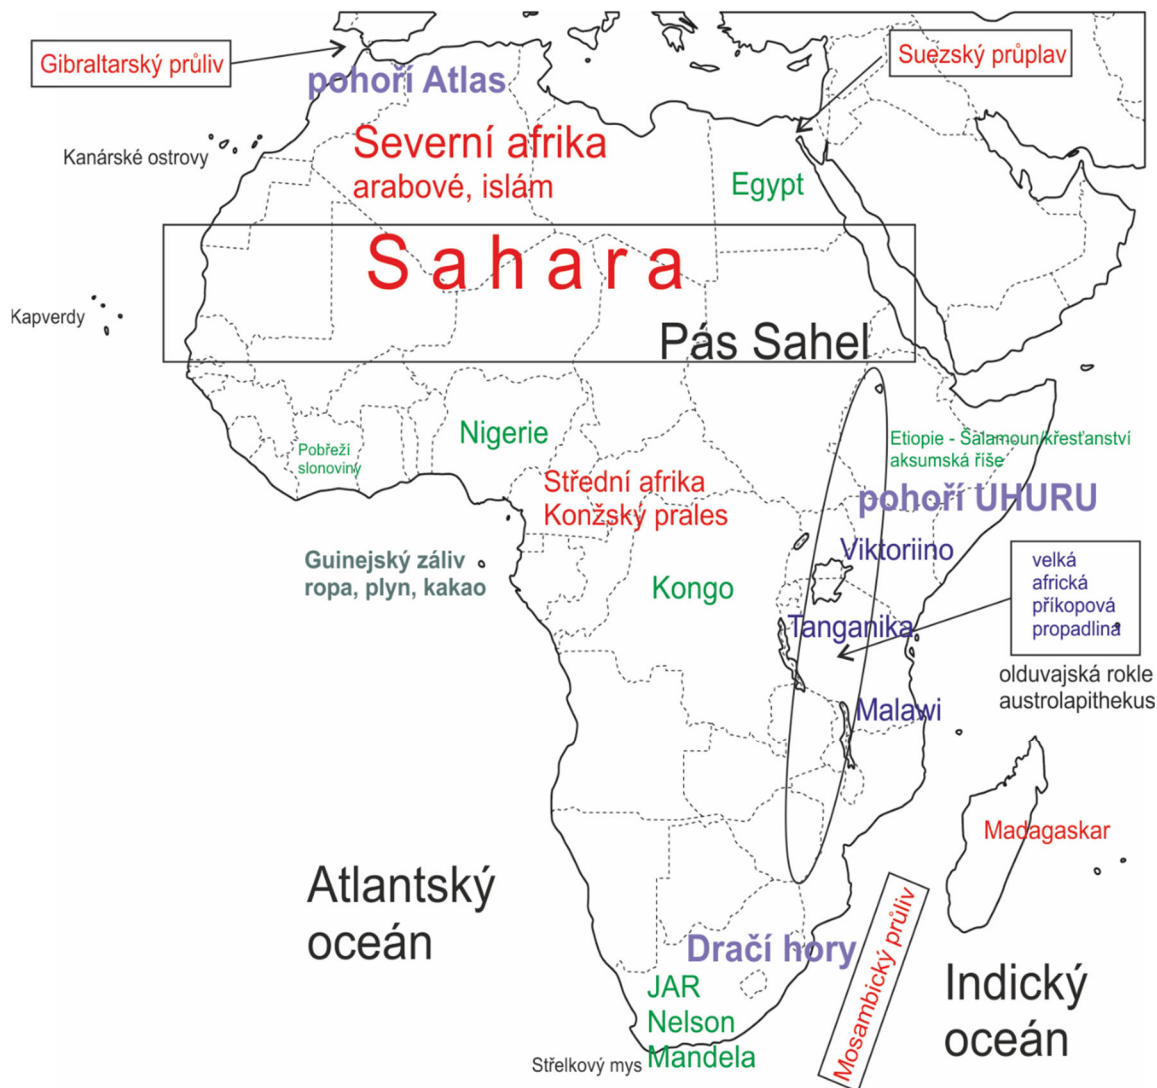 Gibraltarský průliv
Suezský průplav
pohoří Atlas
Severní afrika
arabové, islám
Kanárské ostrovy
Egypt
Sahara
Kapverdy
Pás Sahel
Nigerie
Pobřeží
slonoviny
Etiopie - Šalamoun/křesťanství
aksumská říše
Střední afrika
Konžský prales
pohoří UHURU
Viktoriino
Guinejský záliv
ropa, plyn, kakao
Kongo
velká
africká
příkopová
propadlina
Tanganika
olduvajská rokle
austrolapithekus
Malawi
Madagaskar
Atlantský
oceán
Dračí hory
Mosambický průliv
Indický
oceán
JAR
Nelson
Mandela
Střelkový mys